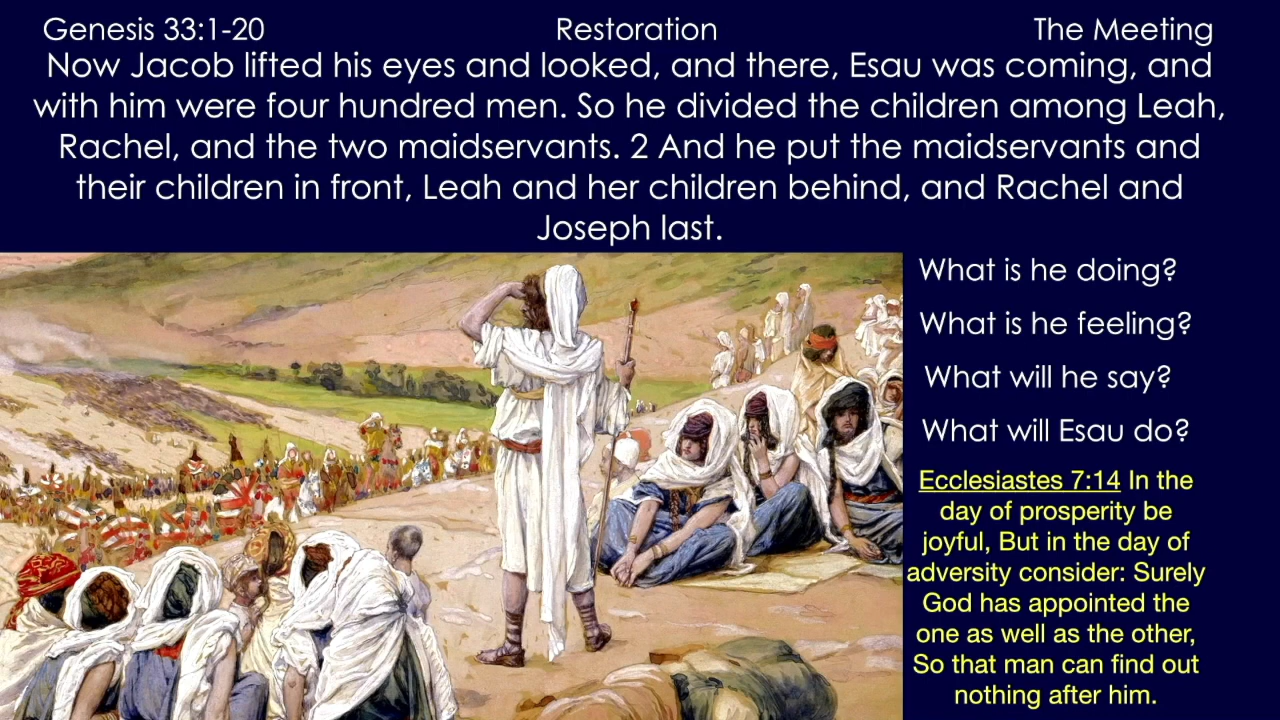 Genesis 33:1-20 Restoration The Meeting
Now Jacob lifted his eyes and looked, and there, Esau was coming, and
with him were four hundred men. So he divided the children among Leah,
Rachel, and the two maidservants. 2 And he put the maidservants and
their children in front, Leah and her children behind, and Rachel and
Joseph last.
What is he doing?
What is he feeling?
What will he say?
What will Esau do?
Ecclesiastes 7:14 In the
day of prosperity be
joyful, But in the day of
adversity consider: Surely
God has appointed the
one as well as the other,
So that man can find out
nothing after him.